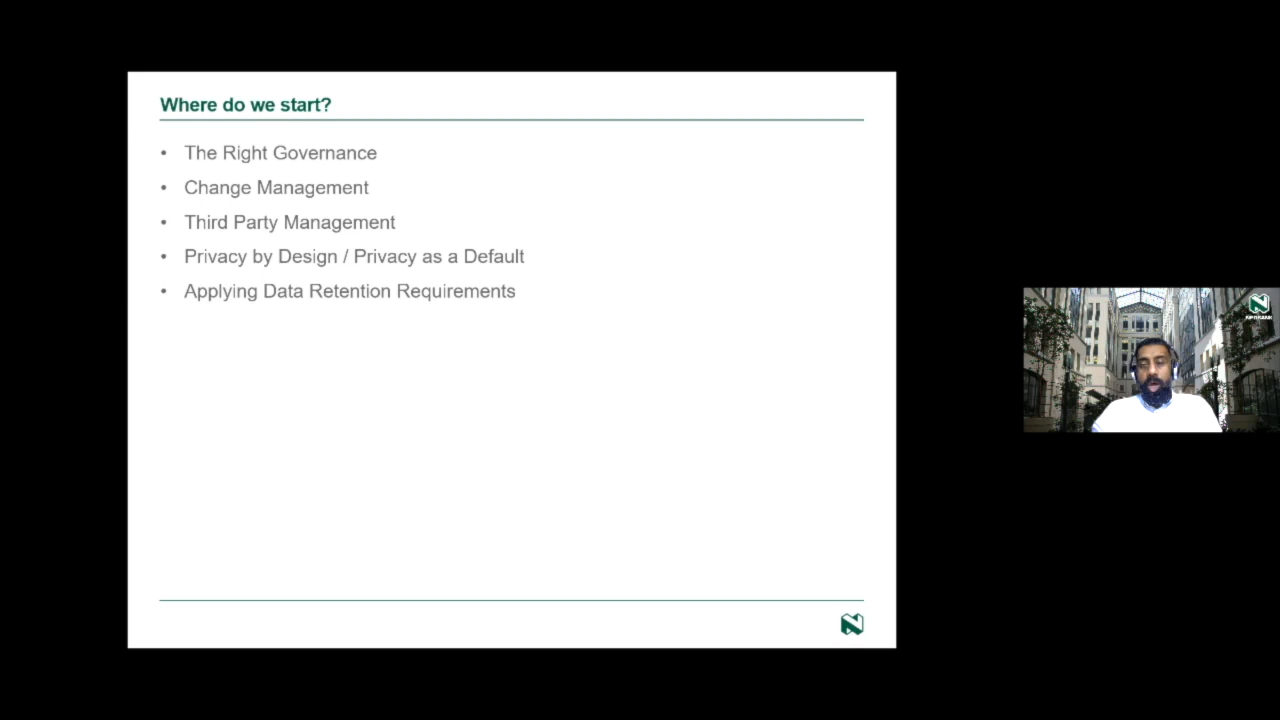 Where do we start?
• The Right Governance
• Change Management
• Third Party Management
• Privacy by Design / Privacy as a Default
• Applying Data Retention Requirements
NEDBANK